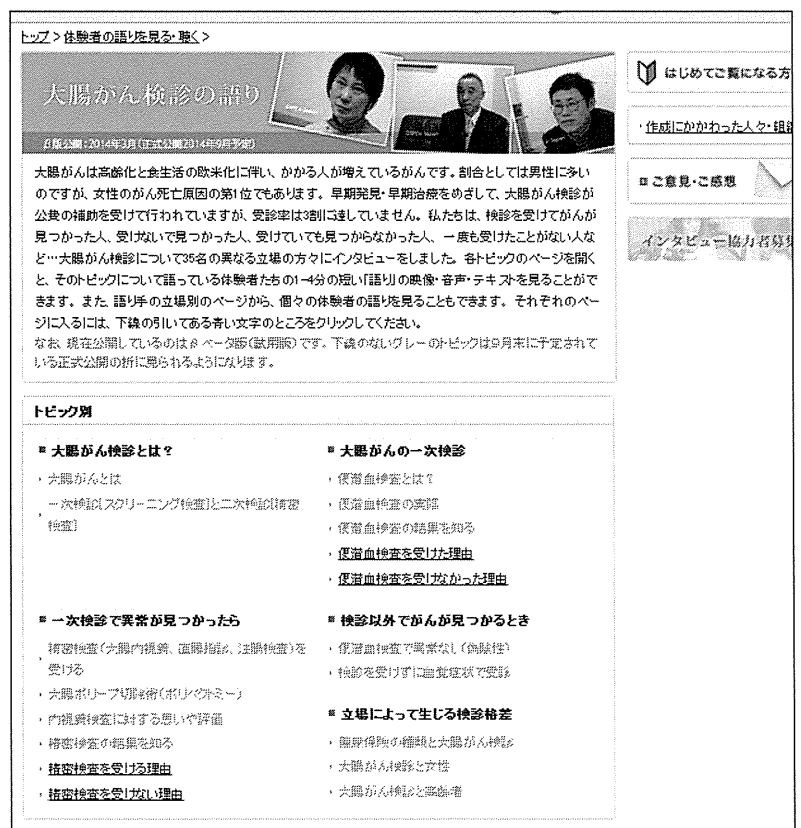 トップ > 体験者の語りを見る・聴く >
大腸がん検診の語り
β版公開:2014年3月(正式公開2014年9月予定)
はじめてご覧になる方
・作成にかかわった人々・組織
ご意見・ご感想
インタビュー協力者募集
大腸がんは高齢化と食生活の欧米化に伴い、かかる人が増えているがんです。割合としては男性に多い
のですが、女性のがん死亡原因の第1位でもあります。早期発見・早期治療をめざして、大腸がん検診が
公費の補助を受けて行われていますが、受診率は3割に達していません。私たちは、検診を受けてがんが
見つかった人、受けないで見つかった人、受けていても見つからなかった人、一度も受けたことがない人な
ど…大腸がん検診について35名の異なる立場の方々にインタビューをしました。各トピックのページを開く
と、そのトピックについて語っている体験者たちの1-4分の短い「語り」の映像・音声・テキストを見ることがで
きます。また、語り手の立場別のページから、個々の体験者の語りを見ることもできます。それぞれのペー
ジに入るには、下線の引いてある青い文字のところをクリックしてください。
なお、現在公開しているのはβベータ版(試用版)です。下線のないグレーのトピックは9月末に予定されて
いる正式公開の折に見られるようになります。
トピック別
■ 大腸がん検診とは?
・大腸がんとは
・一次検診[スクリーニング検査]と二次検診[精密
検査]
■ 大腸がんの一次検診
・便潜血検査とは?
・便潜血検査の実際
・便潜血検査の結果を知る
・便潜血検査を受けた理由
・便潜血検査を受けなかった理由
■ 一次検診で異常が見つかったら
・精密検査(大腸内視鏡、直腸指診、注腸検査)を
受ける
・大腸ポリープ切除術(ポリペクトミー)
・内視鏡検査に対する思いや評価
・精密検査の結果を知る
・精密検査を受ける理由
・精密検査を受けない理由
■ 検診以外でがんが見つかるとき
・便潜血検査で異常なし(偽陰性)
・検診を受けずに自覚症状で受診
■ 立場によって生じる検診格差
・健康保険の種類と大腸がん検診
・大腸がん検診と女性
・大腸がん検診と高齢者